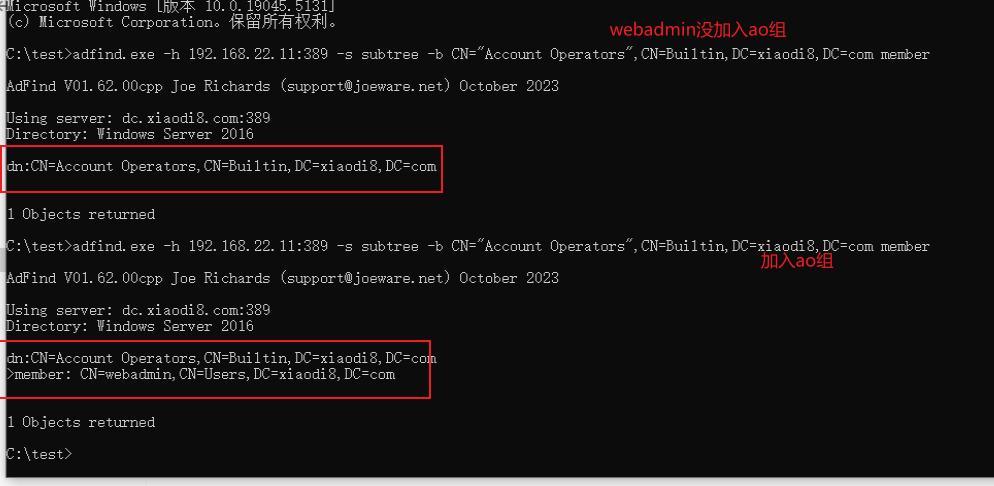 Microsoft Windows [版本 10.0.19045.5131]
(c) Microsoft Corporation。保留所有权利。
webadmin没加入ao组
C:\test>adfind.exe -h 192.168.22.11:389 -s subtree -b CN="Account Operators",CN=Builtin,DC=xiaodi8,DC=com member
AdFind V01.62.00cpp Joe Richards (support@joeware.net) October 2023
Using server: dc.xiaodi8.com:389
Directory: Windows Server 2016
dn:CN=Account Operators,CN=Builtin,DC=xiaodi8,DC=com
1 Objects returned
C:\test>adfind.exe -h 192.168.22.11:389 -s subtree -b CN="Account Operators",CN=Builtin,DC=xiaodi8,DC=com member
加入ao组
AdFind V01.62.00cpp Joe Richards (support@joeware.net) October 2023
Using server: dc.xiaodi8.com:389
Directory: Windows Server 2016
dn:CN=Account Operators,CN=Builtin,DC=xiaodi8,DC=com
>member: CN=webadmin,CN=Users,DC=xiaodi8,DC=com
1 Objects returned
C:\test>